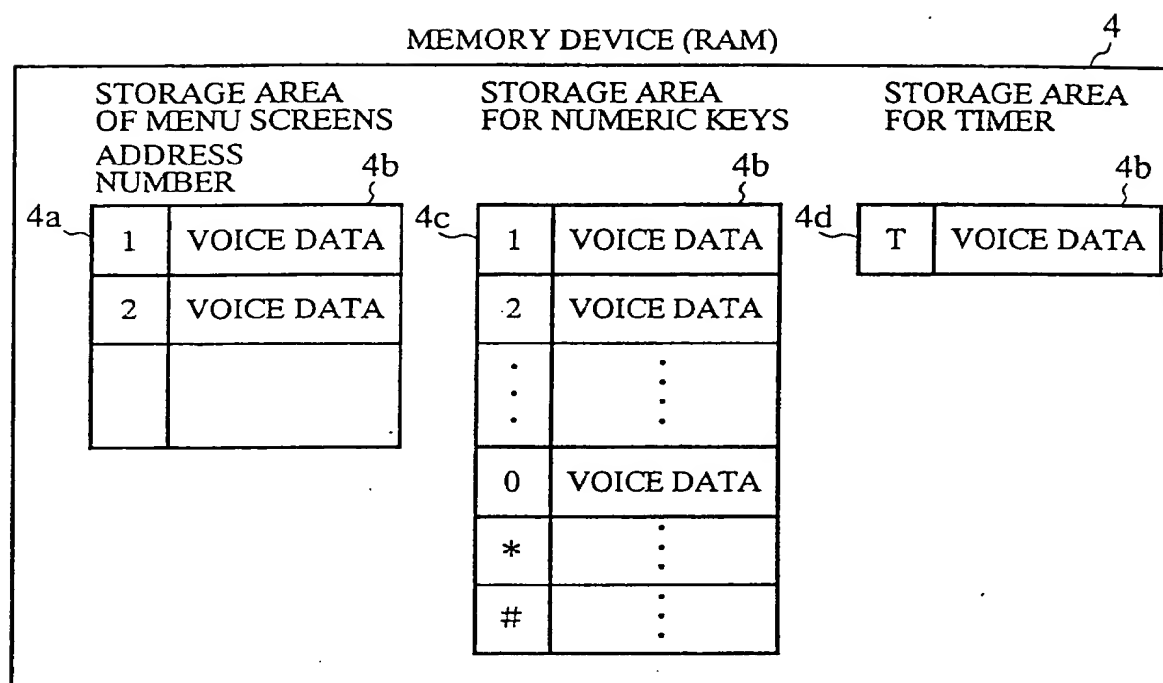 MEMORY DEVICE (RAM)
4
STORAGE AREA
OF MENU SCREENS
ADDRESS
NUMBER
4b
4a
1 VOICE DATA
2 VOICE DATA
STORAGE AREA
FOR NUMERIC KEYS
4b
4c
1 VOICE DATA
2 VOICE DATA
0 VOICE DATA
*
#
STORAGE AREA
FOR TIMER
4b
4d
T VOICE DATA